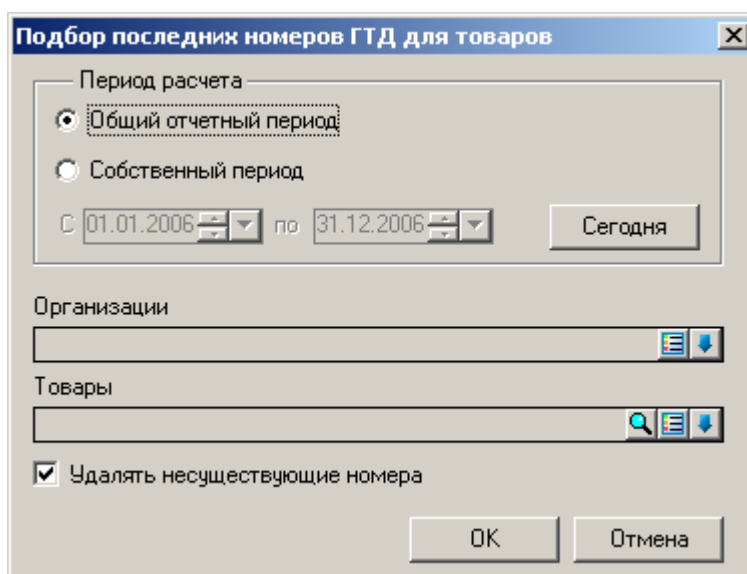 Подбор последних номеров ГТД для товаров
Период расчета
Общий отчетный период
Собственный период
С 01.01.2006 по 31.12.2006 Сегодня
Организации
Товары
Удалять несуществующие номера
OK Отмена